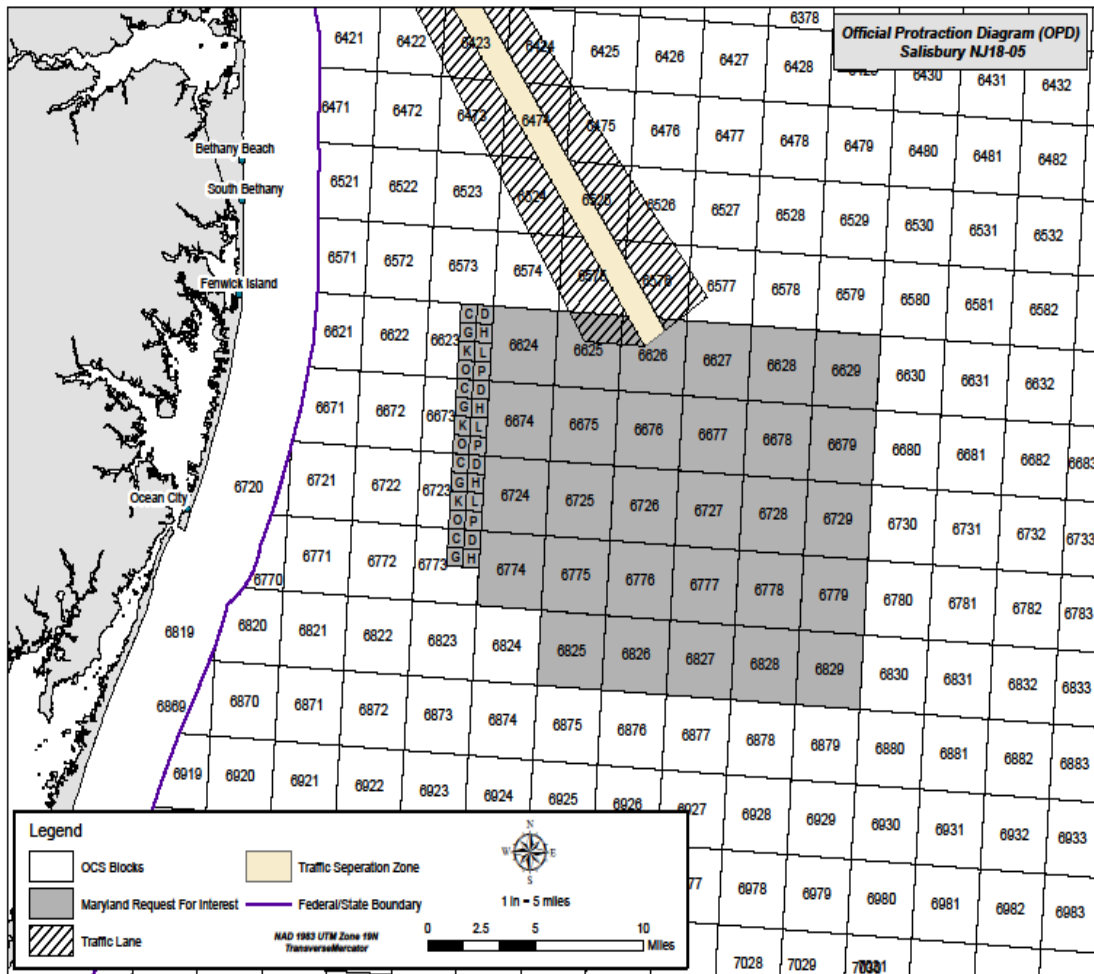 6378
Official Protraction Diagram (OPD)
Salisbury NJ18-05
6421 6422 6423 6424 6425 6426 6427 6428 6430 6431 6432
6471 6472 6473 6474 6475 6476 6477 6478 6479 6480 6481 6482
Bethany Beach
South Bethany
6521 6522 6523 6524 6525 6526 6527 6528 6529 6530 6531 6532
Fenwick Island
6571 6572 6573 6574 6575 6576 6577 6578 6579 6580 6581 6582
C D
G H
K L
O P
6621 6622 6623 6624 6625 6626 6627 6628 6629 6630 6631 6632
C D
G H
K L
O P
6671 6672 6673 6674 6675 6676 6677 6678 6679 6680 6681 6682 6683
C D
G H
K L
O P
Ocean City
6720 6721 6722 6723 6724 6725 6726 6727 6728 6729 6730 6731 6732 6733
C D
G H
6770 6771 6772 6773 6774 6775 6776 6777 6778 6779 6780 6781 6782 6783
6819 6820 6821 6822 6823 6824 6825 6826 6827 6828 6829 6830 6831 6832 6833
6869 6870 6871 6872 6873 6874 6875 6876 6877 6878 6879 6880 6881 6882 6883
6919 6920 6921 6922 6923 6924 6925 6926 6927 6928 6929 6930 6931 6932 6933
77 6978 6979 6980 6981 6982 6983
7028 7029
Legend
OCS Blocks
Maryland Request For Interest
Traffic Lane
Traffic Seperation Zone
Federal/State Boundary
NAD 1983 UTM Zone 19N
TransverseMercator
N
W E
S
1 in = 5 miles
0 2.5 5 10
Miles